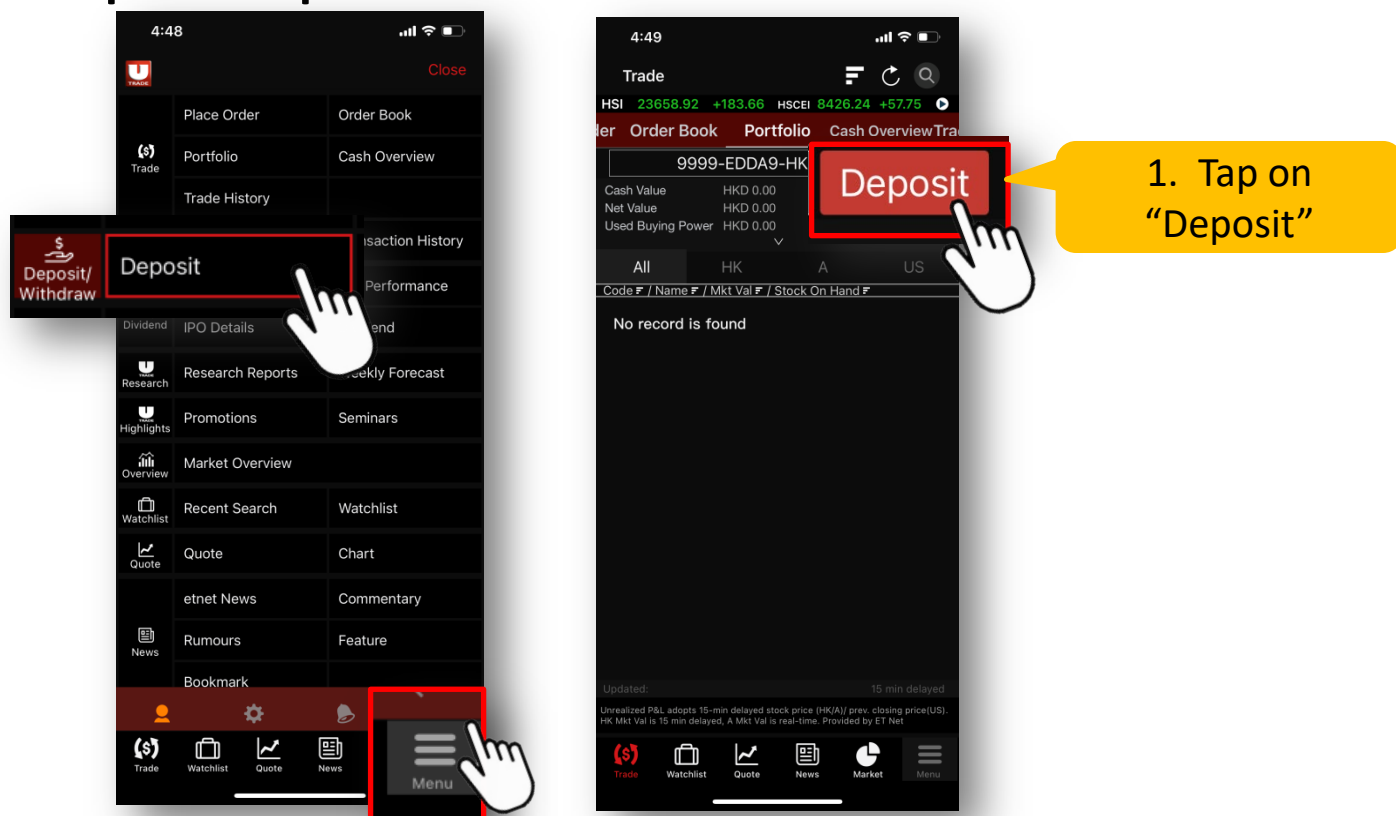 4:48
U
TRADE
Close
Place Order
Order Book
Trade
Portfolio
Cash Overview
Trade History
nsaction History
Deposit/
Withdraw
Deposit
Performance
Dividend
IPO Details
end
Research
Research Reports
ekly Forecast
Highlights
Promotions
Seminars
Overview
Market Overview
Watchlist
Recent Search
Watchlist
Quote
Quote
Chart
etnet News
Commentary
News
Rumours
Feature
Bookmark
Trade
Watchlist
Quote
News
Menu
4:49
Trade
HSI 23658.92 +183.66 HSCEI 8426.24 +57.75
der Order Book Portfolio Cash Overview Tra
9999-EDDA9-HK
Deposit
Cash Value HKD 0.00
Net Value HKD 0.00
Used Buying Power HKD 0.00
All HK A US
Code / Name / Mkt Val / Stock On Hand
No record is found
Updated: 15 min delayed
Unrealized P&L adopts 15-min delayed stock price (HK/A)/ prev. closing price(US).
HK Mkt Val is 15 min delayed, A Mkt Val is real-time. Provided by ET Net
Trade
Watchlist
Quote
News
Market
Menu
1. Tap on
“Deposit”